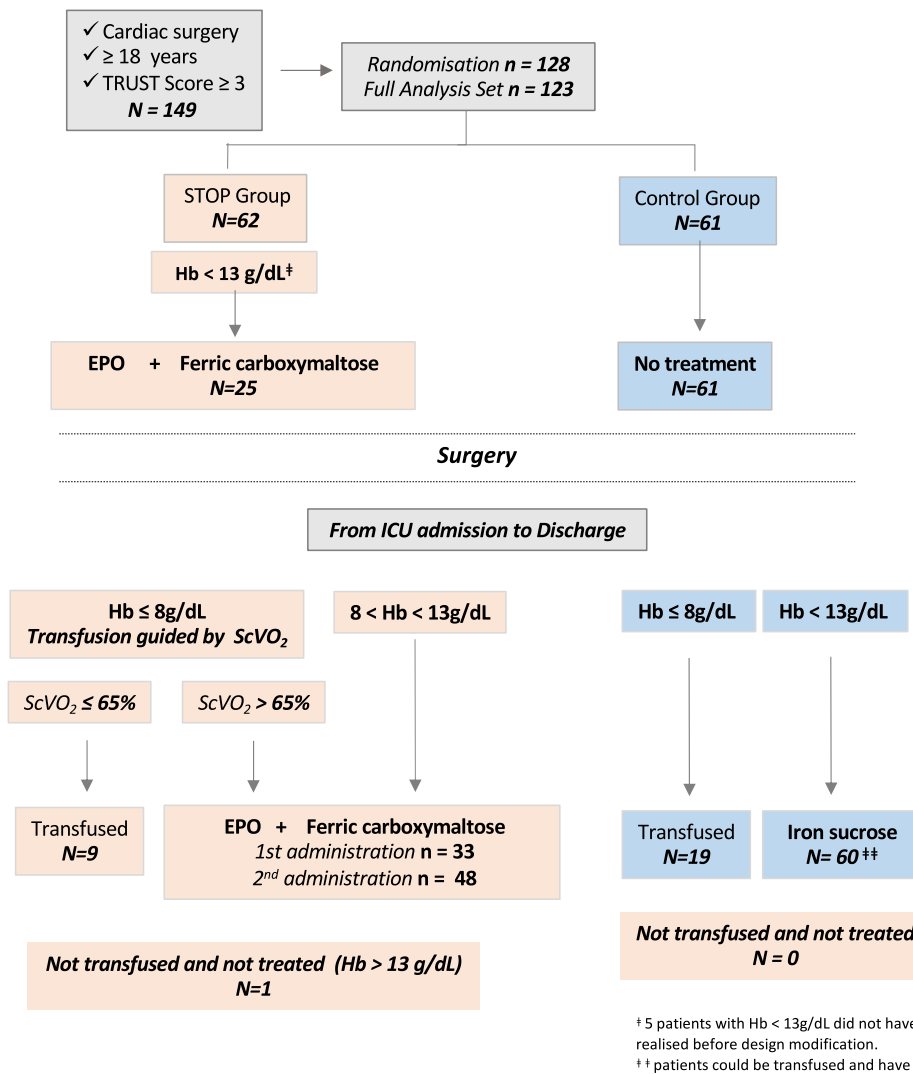 ✓ Cardiac surgery
✓ ≥ 18 years
✓ TRUST Score ≥ 3
N = 149
Randomisation n = 128
Full Analysis Set n = 123
STOP Group
N=62
Control Group
N=61
Hb < 13 g/dL‡
EPO + Ferric carboxymaltose
N=25
No treatment
N=61
Surgery
From ICU admission to Discharge
Hb ≤ 8g/dL
Transfusion guided by ScVO₂
8 < Hb < 13g/dL
Hb ≤ 8g/dL
Hb < 13g/dL
ScVO₂ ≤ 65%
ScVO₂ > 65%
Transfused
N=9
EPO + Ferric carboxymaltose
1st administration n = 33
2nd administration n = 48
Transfused
N=19
Iron sucrose
N= 60 ‡‡
Not transfused and not treated
N = 0
Not transfused and not treated (Hb > 13 g/dL)
N=1
‡ 5 patients with Hb < 13g/dL did not have
realised before design modification.
‡ ‡ patients could be transfused and have